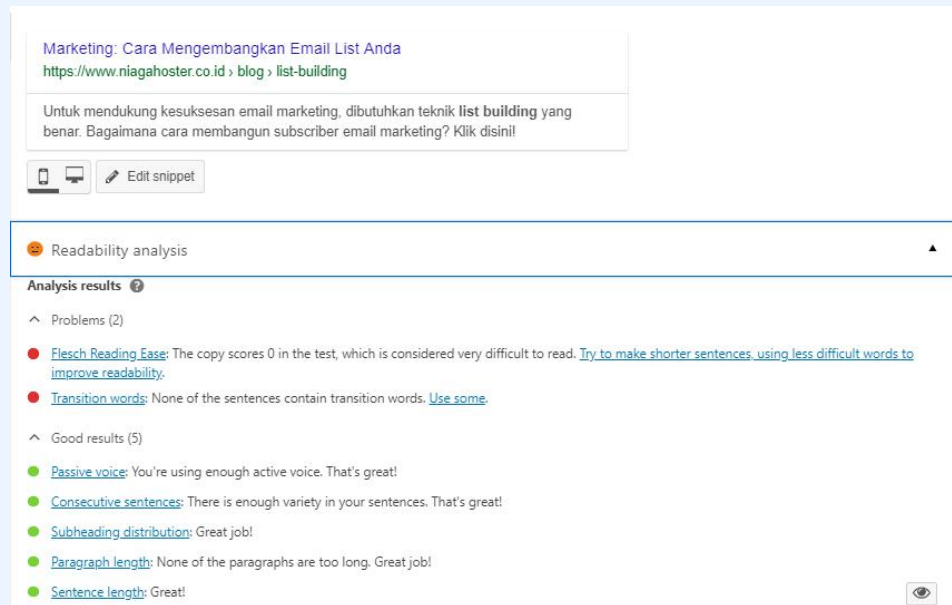 Marketing: Cara Mengembangkan Email List Anda
https://www.niagahoster.co.id › blog › list-building
Untuk mendukung kesuksesan email marketing, dibutuhkan teknik list building yang
benar. Bagaimana cara membangun subscriber email marketing? Klik disini!
Edit snippet
Readability analysis
Analysis results
Problems (2)
Flesch Reading Ease: The copy scores 0 in the test, which is considered very difficult to read. Try to make shorter sentences, using less difficult words to
improve readability.
Transition words: None of the sentences contain transition words. Use some.
Good results (5)
Passive voice: You're using enough active voice. That's great!
Consecutive sentences: There is enough variety in your sentences. That's great!
Subheading distribution: Great job!
Paragraph length: None of the paragraphs are too long. Great job!
Sentence length: Great!